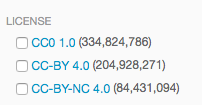 LICENSE
CC0 1.0 (334,824,786)
CC-BY 4.0 (204,928,271)
CC-BY-NC 4.0 (84,431,094)